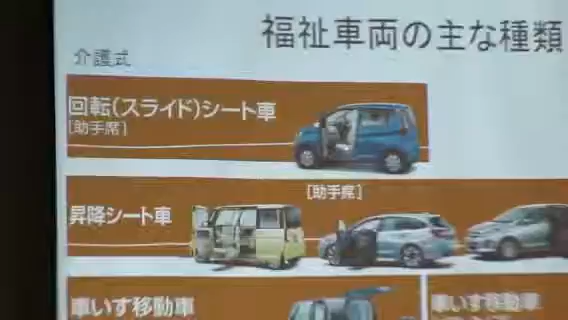 福祉車両の主な種類
介護式
回転(スライド)シート車
[助手席]
[助手席]
昇降シート車
車いす移動車
車いす移動車